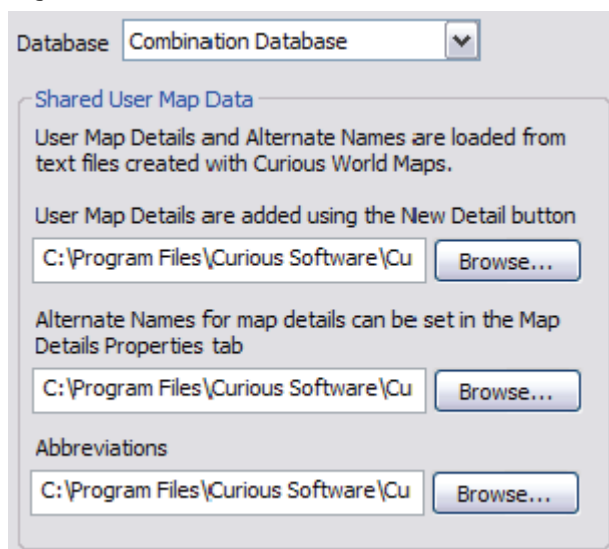 Database Combination Database
Shared User Map Data
User Map Details and Alternate Names are loaded from
text files created with Curious World Maps.
User Map Details are added using the New Detail button
C:\Program Files\Curious Software\Cu Browse...
Alternate Names for map details can be set in the Map
Details Properties tab
C:\Program Files\Curious Software\Cu Browse...
Abbreviations
C:\Program Files\Curious Software\Cu Browse...